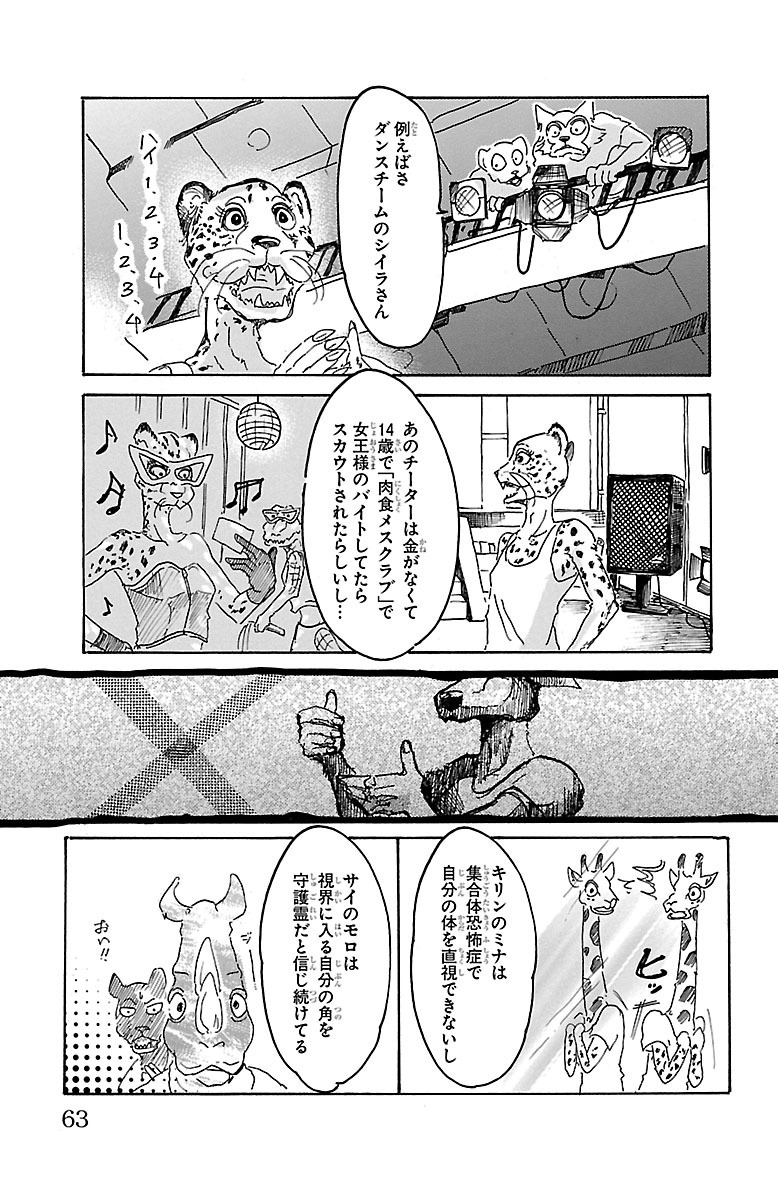 例えばさ
ダンスチームのシイラさん
ハイ1、2、3、4
1、2、3、4
あのチーターは金がなくて
14歳で「肉食メスクラブ」で
女王様のバイトしてたら
スカウトされたらしいし…
キリンのミナは
集合体恐怖症で
自分の体を直視できないし
ヒッ
サイのモロは
視界に入る自分の角を
守護霊だと信じ続けてる
おい!!
63